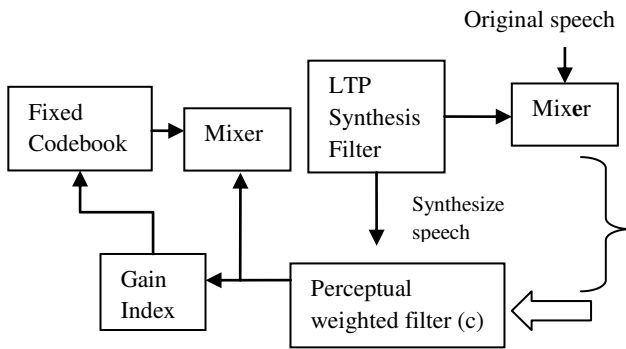 Original speech
Fixed
Codebook
Mixer
LTP
Synthesis
Filter
Mixer
Synthesize
speech
Gain
Index
Perceptual
weighted filter (c)